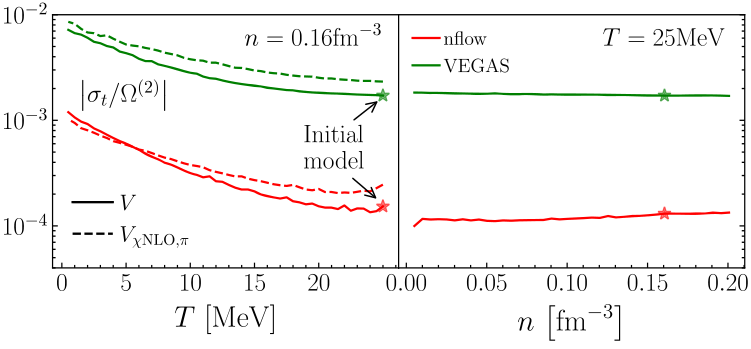 10⁻²
10⁻³
10⁻⁴
n = 0.16fm⁻³
|σₜ/Ω⁽²⁾|
Initial
model
V
V_{χNLO,π}
0
5
10
15
20
T [MeV]
T = 25MeV
nflow
VEGAS
0.00
0.05
0.10
0.15
0.20
n [fm⁻³]